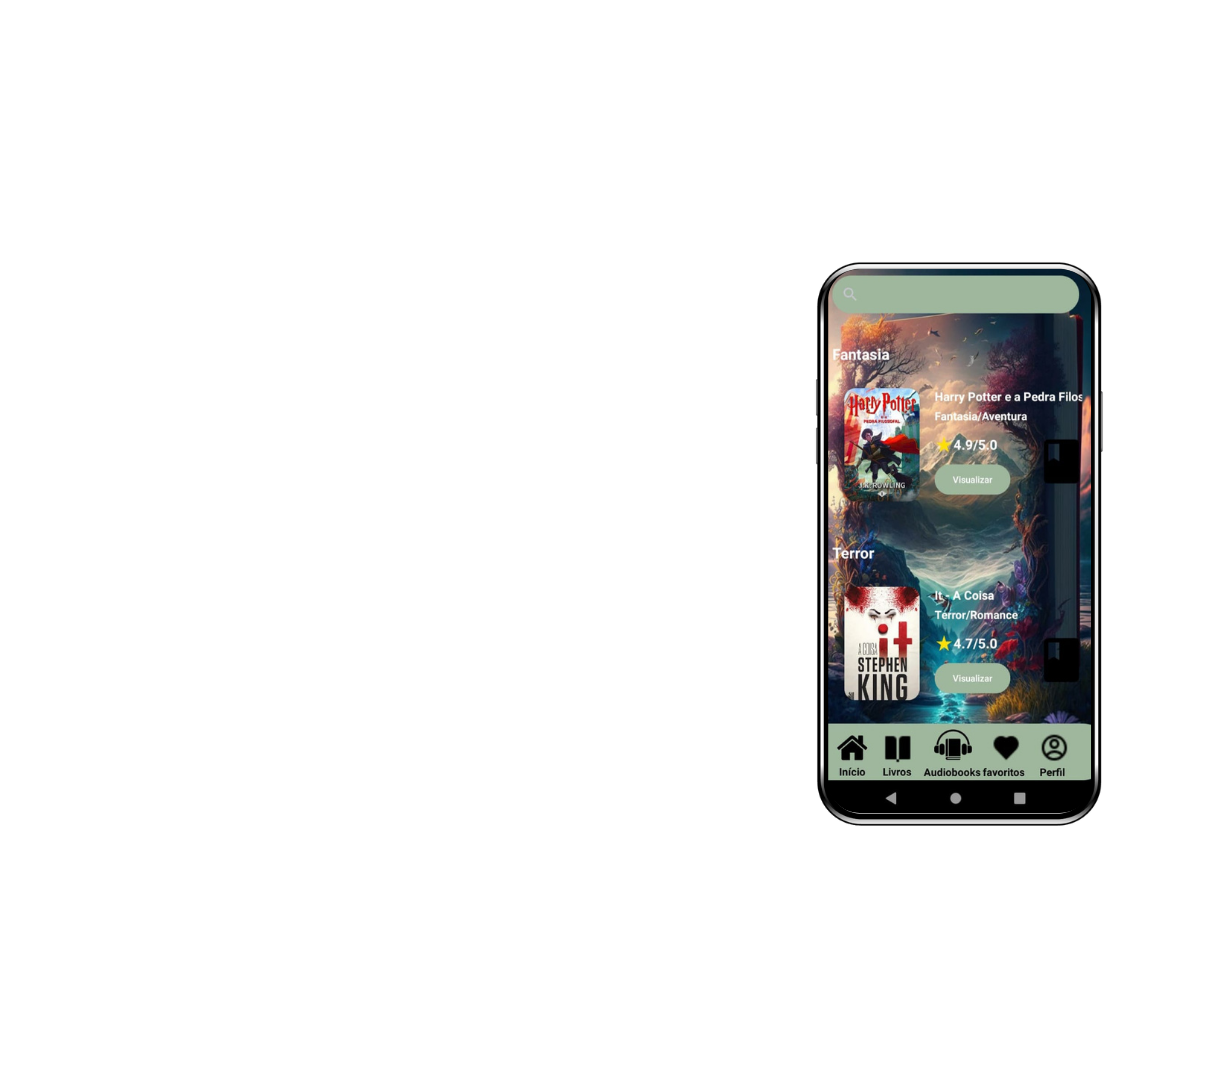 Fantasia
Harry Potter
PEDRA FILOSOFAL
J.K. ROWLING
Harry Potter e a Pedra Filos
Fantasia/Aventura
4.9/5.0
Visualizar
Terror
A COISA
it
STEPHEN
KING
It - A Coisa
Terror/Romance
4.7/5.0
Visualizar
Início Livros Audiobooks favoritos Perfil